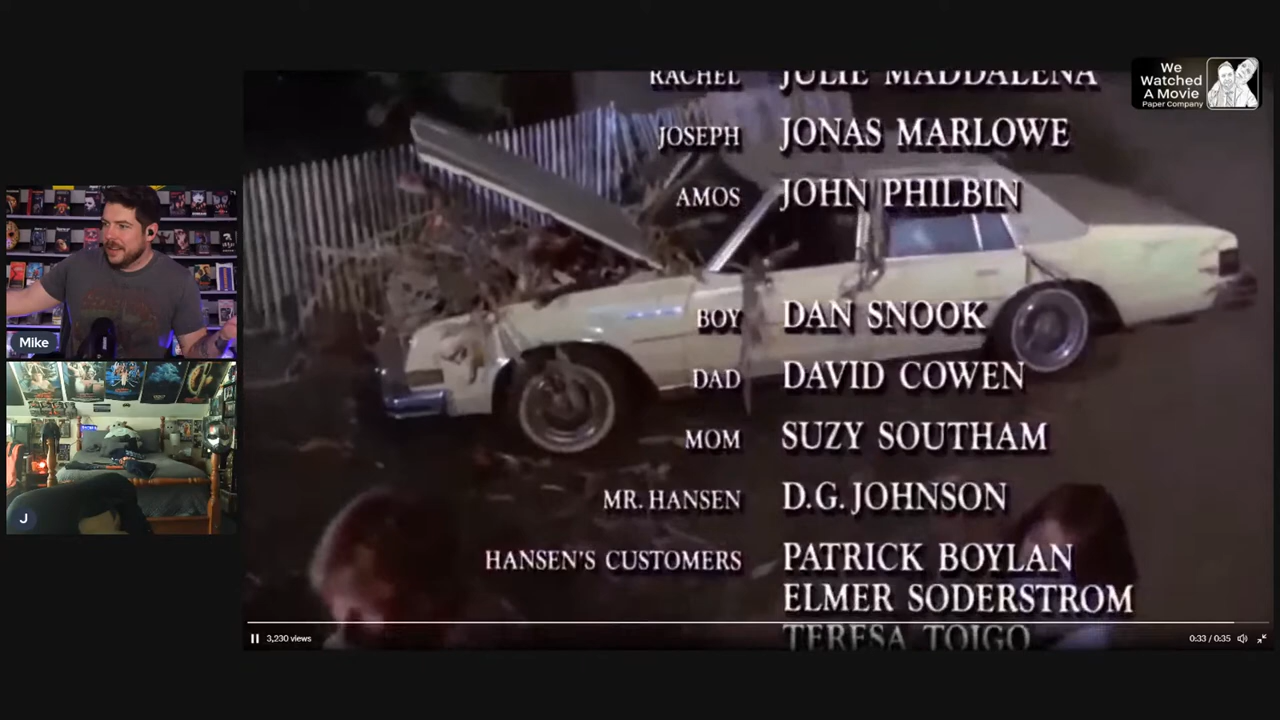 We
Watched
A Movie
Paper Company
RACHEL JULIE MADDALENA
JOSEPH JONAS MARLOWE
AMOS JOHN PHILBIN
BOY DAN SNOOK
DAD DAVID COWEN
MOM SUZY SOUTHAM
MR. HANSEN D.G. JOHNSON
HANSEN'S CUSTOMERS PATRICK BOYLAN
ELMER SODERSTROM
TERESA TOIGO
Mike
J
3,230 views
0:33 / 0:35